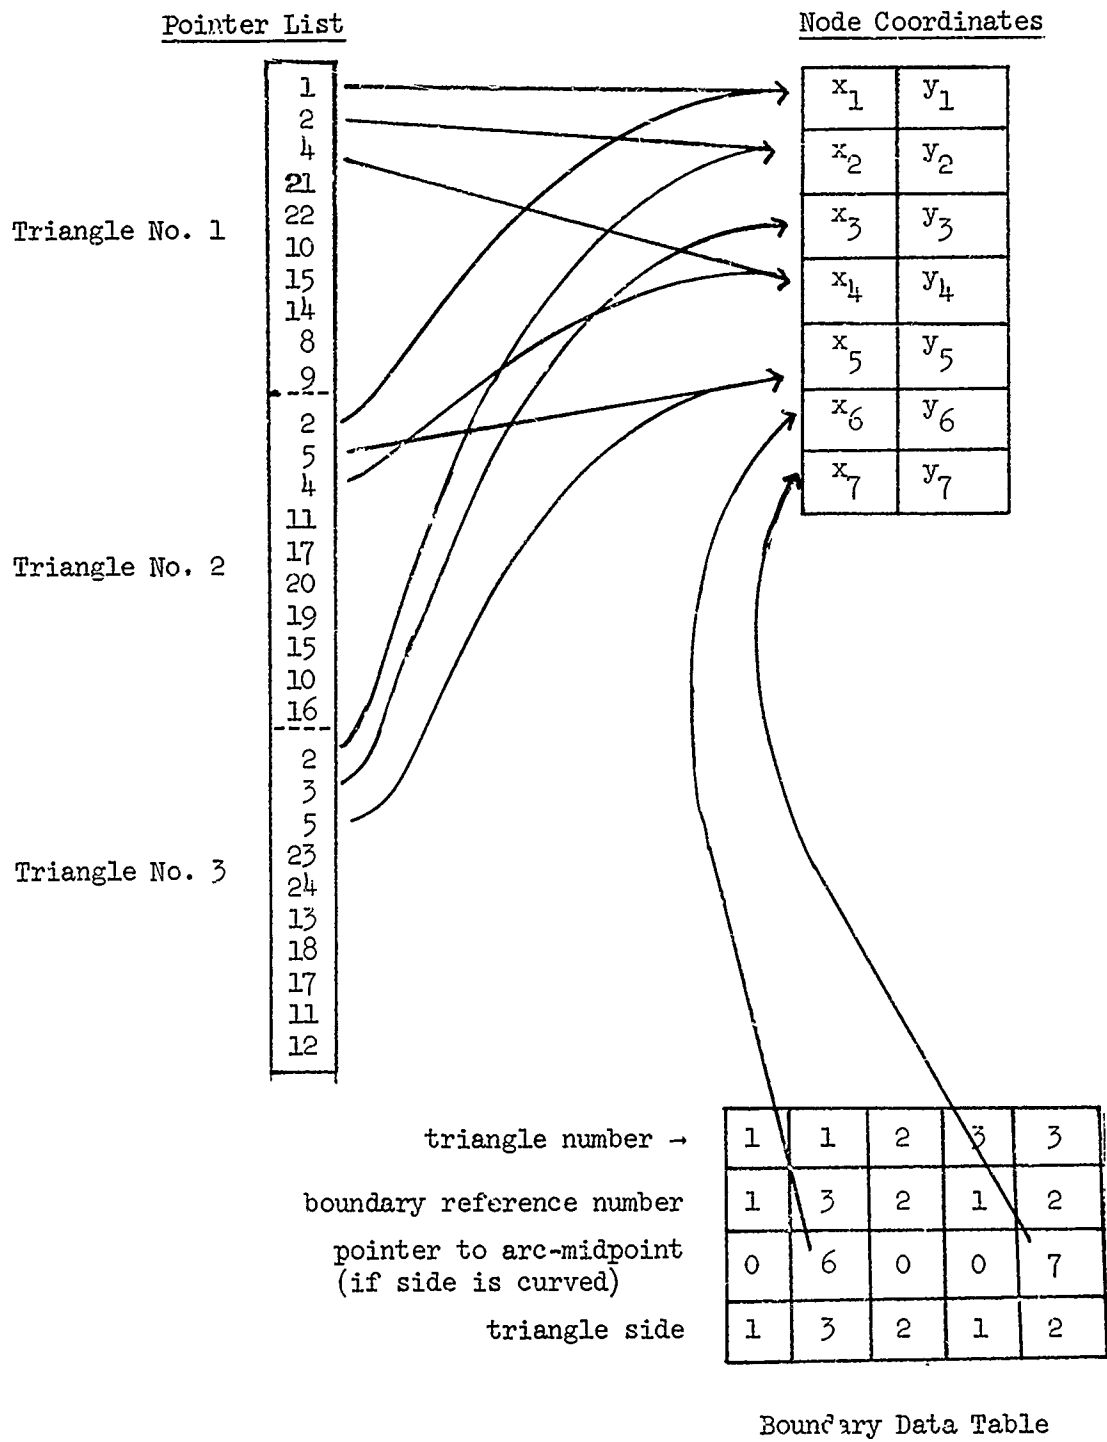 Pointer List
1
2
4
21
22
10
15
14
8
9
2
5
4
11
17
20
19
15
10
16
2
3
5
23
24
13
18
17
11
12
Triangle No. 1
Triangle No. 2
Triangle No. 3
Node Coordinates
x1 y1
x2 y2
x3 y3
x4 y4
x5 y5
x6 y6
x7 y7
triangle number → 1 1 2 3 3
boundary reference number 1 3 2 1 2
pointer to arc-midpoint
(if side is curved) 0 6 0 0 7
triangle side 1 3 2 1 2
Boundary Data Table